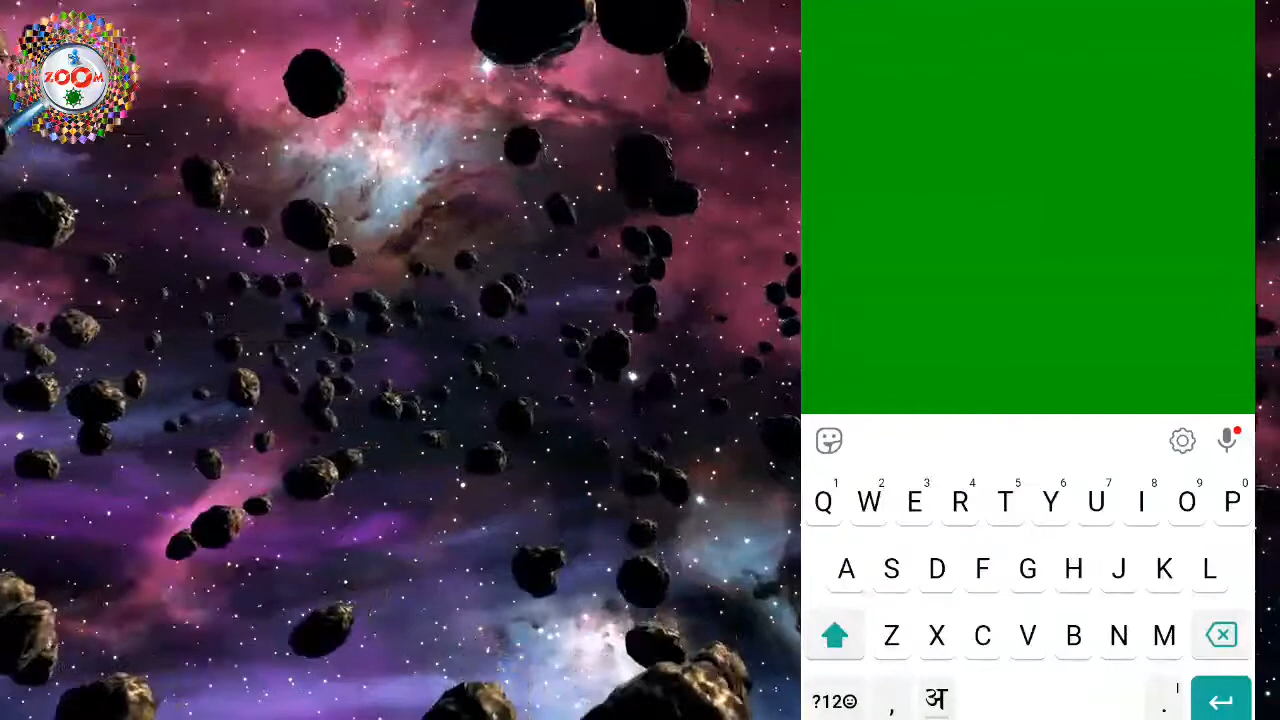 ZOOM
1 2 3 4 5 6 7 8 9 0
Q W E R T Y U I O P
A S D F G H J K L
Z X C V B N M
?12☺ , अ . |